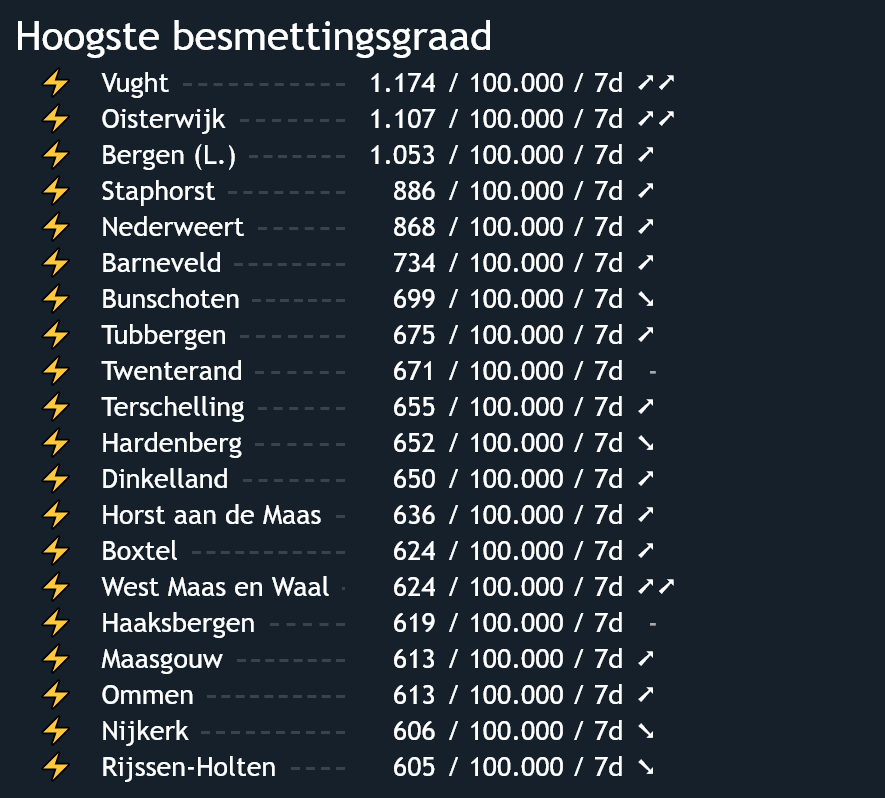 Hoogste besmettingsgraad
⚡ Vught ----------- 1.174 / 100.000 / 7d ➚➚
⚡ Oisterwijk ------- 1.107 / 100.000 / 7d ➚➚
⚡ Bergen (L.) ------- 1.053 / 100.000 / 7d ➚
⚡ Staphorst -------- 886 / 100.000 / 7d ➚
⚡ Nederweert ------ 868 / 100.000 / 7d ➚
⚡ Barneveld -------- 734 / 100.000 / 7d ➚
⚡ Bunschoten ------ 699 / 100.000 / 7d ➘
⚡ Tubbergen ------- 675 / 100.000 / 7d ➚
⚡ Twenterand ------ 671 / 100.000 / 7d -
⚡ Terschelling ------ 655 / 100.000 / 7d ➚
⚡ Hardenberg ------ 652 / 100.000 / 7d ➘
⚡ Dinkelland ------- 650 / 100.000 / 7d ➚
⚡ Horst aan de Maas - 636 / 100.000 / 7d ➚
⚡ Boxtel ---------- 624 / 100.000 / 7d ➚
⚡ West Maas en Waal - 624 / 100.000 / 7d ➚➚
⚡ Haaksbergen ----- 619 / 100.000 / 7d -
⚡ Maasgouw ------- 613 / 100.000 / 7d ➚
⚡ Ommen --------- 613 / 100.000 / 7d ➚
⚡ Nijkerk ---------- 606 / 100.000 / 7d ➘
⚡ Rijssen-Holten ---- 605 / 100.000 / 7d ➘